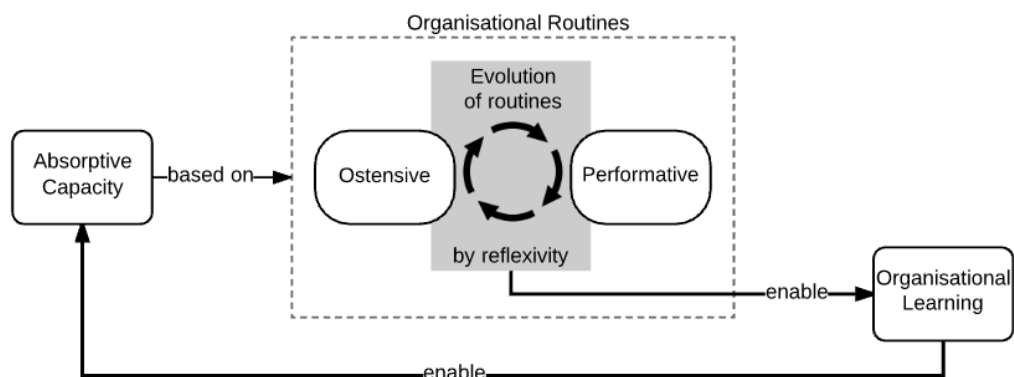 Organisational Routines
Evolution
of routines
Absorptive
Capacity
based on
Ostensive
Performative
by reflexivity
enable
Organisational
Learning
enable